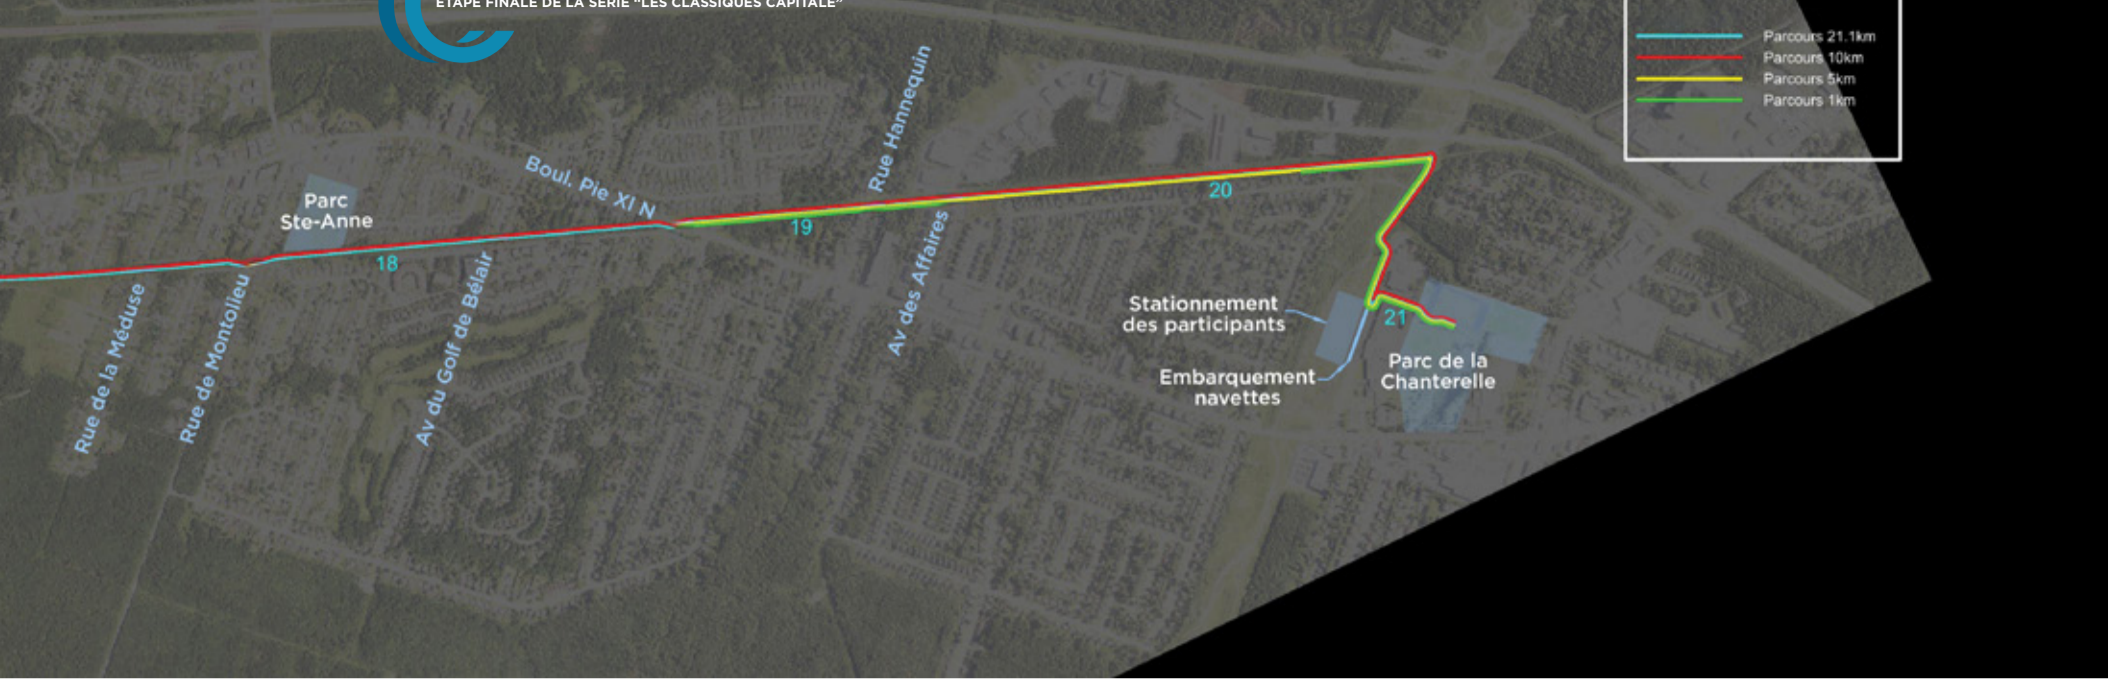 ÉTAPE FINALE DE LA SÉRIE "LES CLASSIQUES CAPITALE"
Parcours 21.1km
Parcours 10km
Parcours 5km
Parcours 1km
Rue Hannequin
Boul. Pie XI N
Parc
Ste-Anne
20
19
18
Av des Affaires
Av du Golf de Bélair
Rue de Montolieu
Rue de la Méduse
Stationnement
des participants
21
Embarquement
navettes
Parc de la
Chanterelle